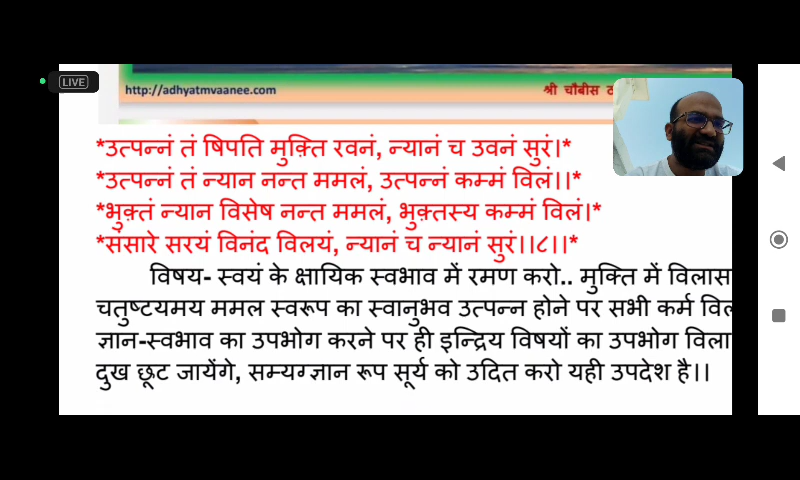 LIVE
http://adhyatmvaanee.com श्री चौबीस
*उत्पन्नं तं षिपति मुक़्ति रवनं, न्यानं च उवनं सुरं।*
*उत्पन्नं तं न्यान नन्त ममलं, उत्पन्नं कम्मं विलं।।*
*भुक़्तं न्यान विसेष नन्त ममलं, भुक़्तस्य कम्मं विलं।*
*संसारे सरयं विनंद विलयं, न्यानं च न्यानं सुरं।।८।।*
विषय- स्वयं के क्षायिक स्वभाव में रमण करो.. मुक्ति में विलास
चतुष्टयमय ममल स्वरूप का स्वानुभव उत्पन्न होने पर सभी कर्म
ज्ञान-स्वभाव का उपभोग करने पर ही इन्द्रिय विषयों का उपभोग विला
दुख छूट जायेंगे, सम्यग्ज्ञान रूप सूर्य को उदित करो यही उपदेश है।।